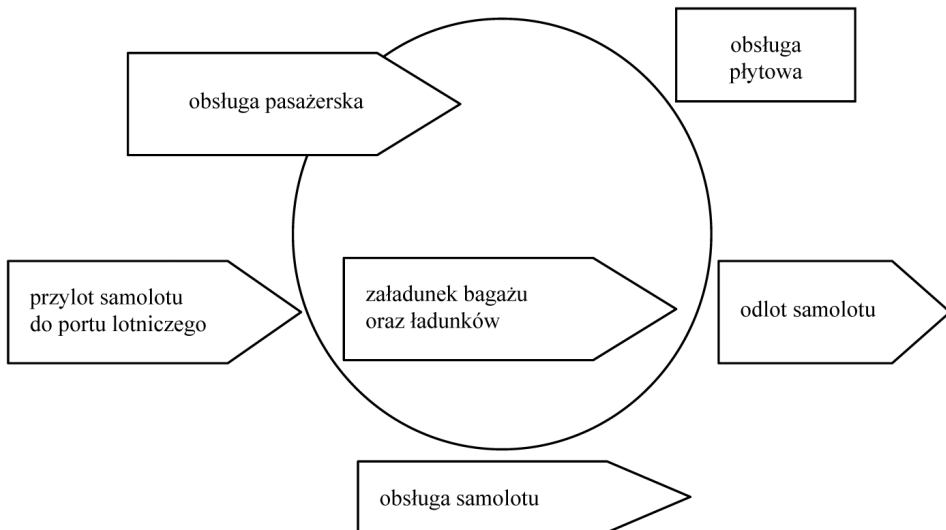 obsługa
płytowa
obsługa pasażerska
przylot samolotu
do portu lotniczego
załadunek bagażu
oraz ładunków
odlot samolotu
obsługa samolotu